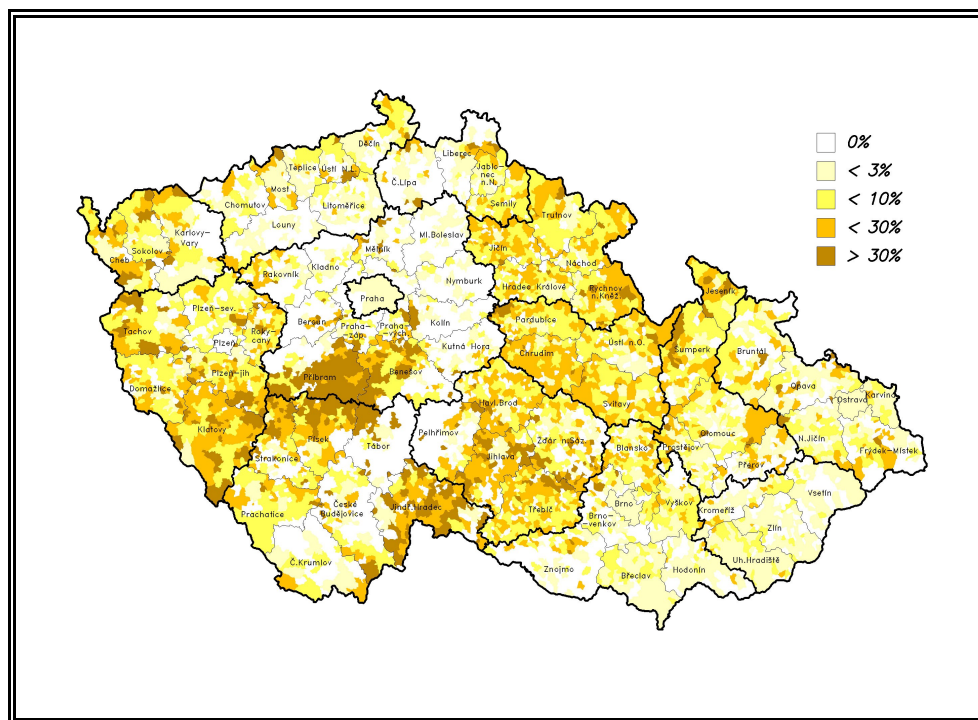 0%
< 3%
< 10%
< 30%
> 30%
Děčín
Liberec
Teplice
Ústí N.L.
Jablo-
nec
n.N.
Most
Č.Lípa
Chomutov
Litoměřice
Semily
Trutnov
Louny
Karlovy-
Vary
Sokolov
Cheb
Ml.Boleslav
Mělník
Jičín
Náchod
Kladno
Rakovník
Nymburk
Hradec Králové
Rychnov
n.Kněž.
Jeseník
Praha
Plzeň-sev.
Tachov
Beroun
Praha-
záp.
Praha-
vých.
Kolín
Pardubice
Roky-
cany
Plzeň
Ústí n.O.
Kutná Hora
Chrudim
Šumperk
Bruntál
Plzeň-jih
Příbram
Benešov
Domažlice
Opava
Ostrava
Karviná
Havl.Brod
Svitavy
Klatovy
Písek
Pelhřimov
Olomouc
Žďár n.Sáz.
N.Jičín
Tábor
Blansko
Prostějov
Frýdek-Místek
Strakonice
Jihlava
Přerov
Vsetín
Brno
Vyškov
Kroměříž
Jindř.Hradec
České
Budějovice
Třebíč
Prachatice
Brno-
venkov
Zlín
Uh.Hradiště
Č.Krumlov
Znojmo
Břeclav
Hodonín